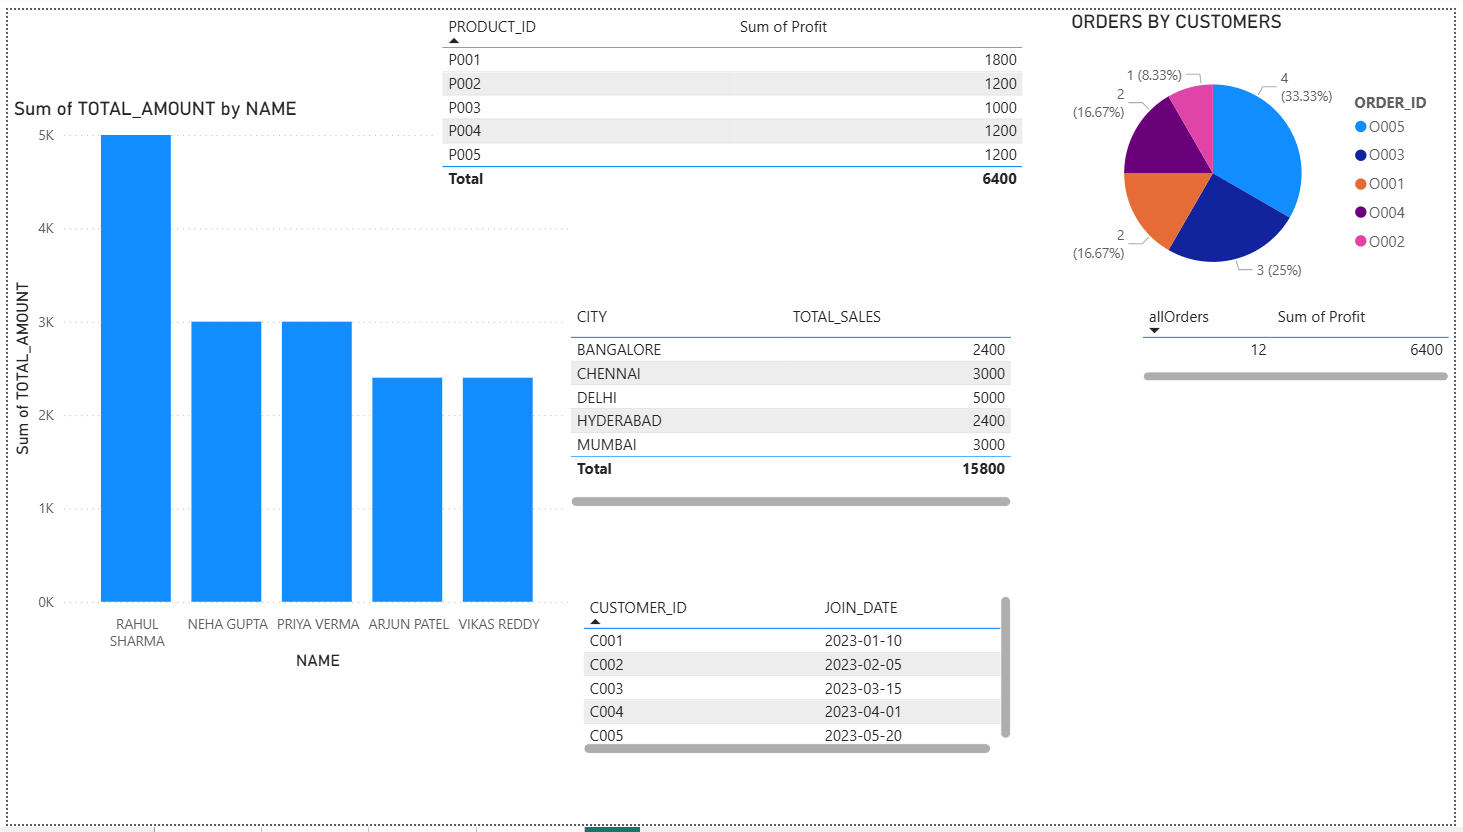 PRODUCT_ID Sum of Profit
P001 1800
P002 1200
P003 1000
P004 1200
P005 1200
Total 6400
ORDERS BY CUSTOMERS
1 (8.33%)
4
(33.33%)
2
(16.67%)
2
(16.67%)
3 (25%)
ORDER_ID
O005
O003
O001
O004
O002
Sum of TOTAL_AMOUNT by NAME
Sum of TOTAL_AMOUNT
5K
4K
3K
2K
1K
0K
RAHUL
SHARMA
NEHA GUPTA
PRIYA VERMA
ARJUN PATEL
VIKAS REDDY
NAME
CITY TOTAL_SALES
BANGALORE 2400
CHENNAI 3000
DELHI 5000
HYDERABAD 2400
MUMBAI 3000
Total 15800
allOrders Sum of Profit
12 6400
CUSTOMER_ID JOIN_DATE
C001 2023-01-10
C002 2023-02-05
C003 2023-03-15
C004 2023-04-01
C005 2023-05-20